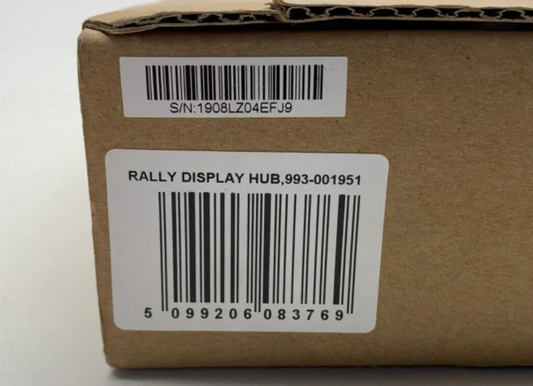 S/N:1908LZ04EFJ9
RALLY DISPLAY HUB,993-001951
5 099206 083769